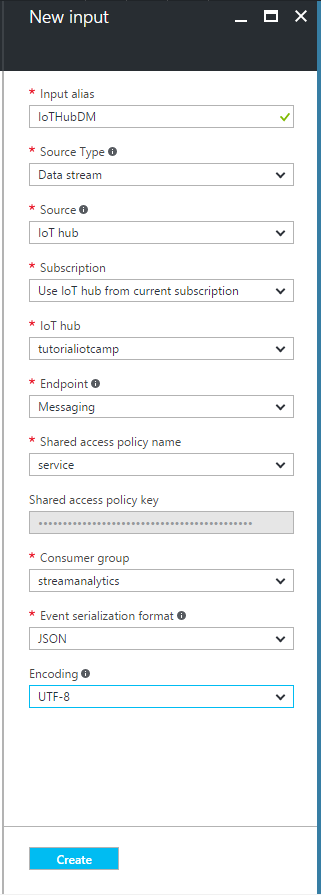 New input
* Input alias
IoTHubDM
* Source Type
Data stream
* Source
IoT hub
* Subscription
Use IoT hub from current subscription
* IoT hub
tutorialiotcamp
* Endpoint
Messaging
* Shared access policy name
service
Shared access policy key
••••••••••••••••••••••••••••••••••••••••••••
* Consumer group
streamanalytics
* Event serialization format
JSON
Encoding
UTF-8
Create